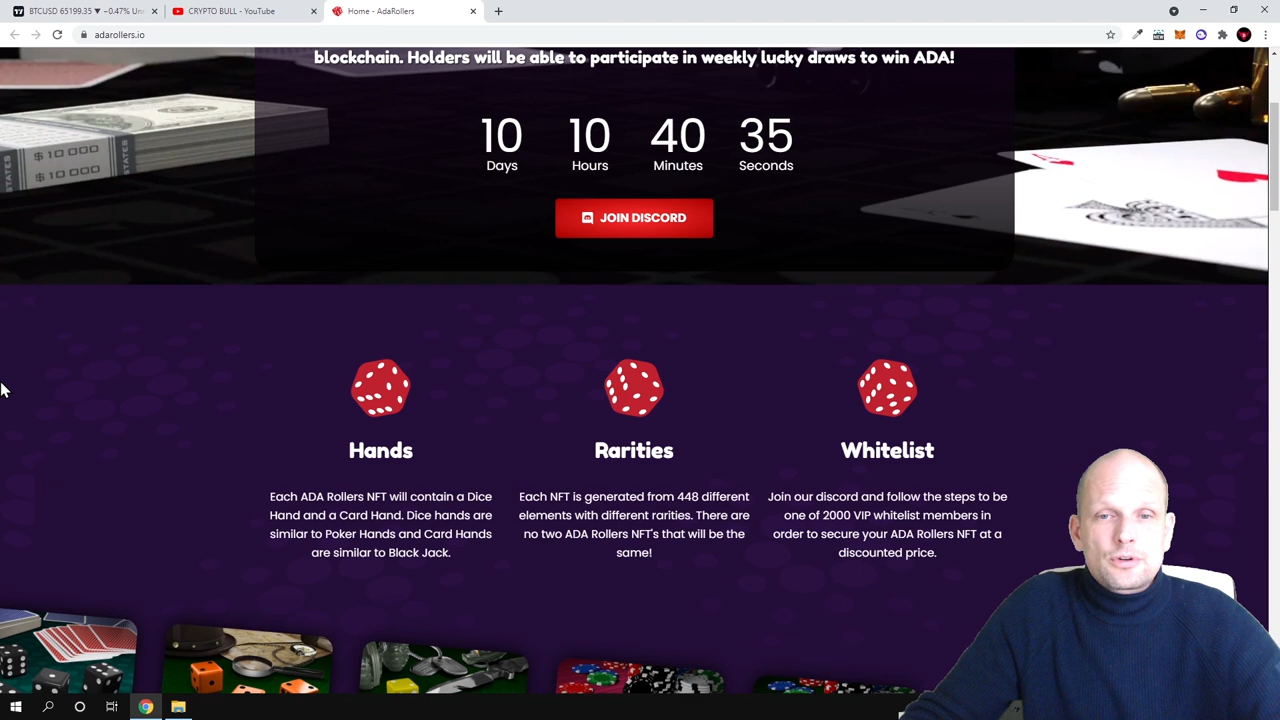 BTCUSD 65199.35 ▼ −0.47% Un
CRYPTO BULL - YouTube
Home - AdaRollers
adarollers.io
blockchain. Holders will be able to participate in weekly lucky draws to win ADA!
10 10 40 35
Days Hours Minutes Seconds
JOIN DISCORD
$10 000
STATES
$10 000
Hands
Each ADA Rollers NFT will contain a Dice
Hand and a Card Hand. Dice hands are
similar to Poker Hands and Card Hands
are similar to Black Jack.
Rarities
Each NFT is generated from 448 different
elements with different rarities. There are
no two ADA Rollers NFT's that will be the
same!
Whitelist
Join our discord and follow the steps to be
one of 2000 VIP whitelist members in
order to secure your ADA Rollers NFT at a
discounted price.